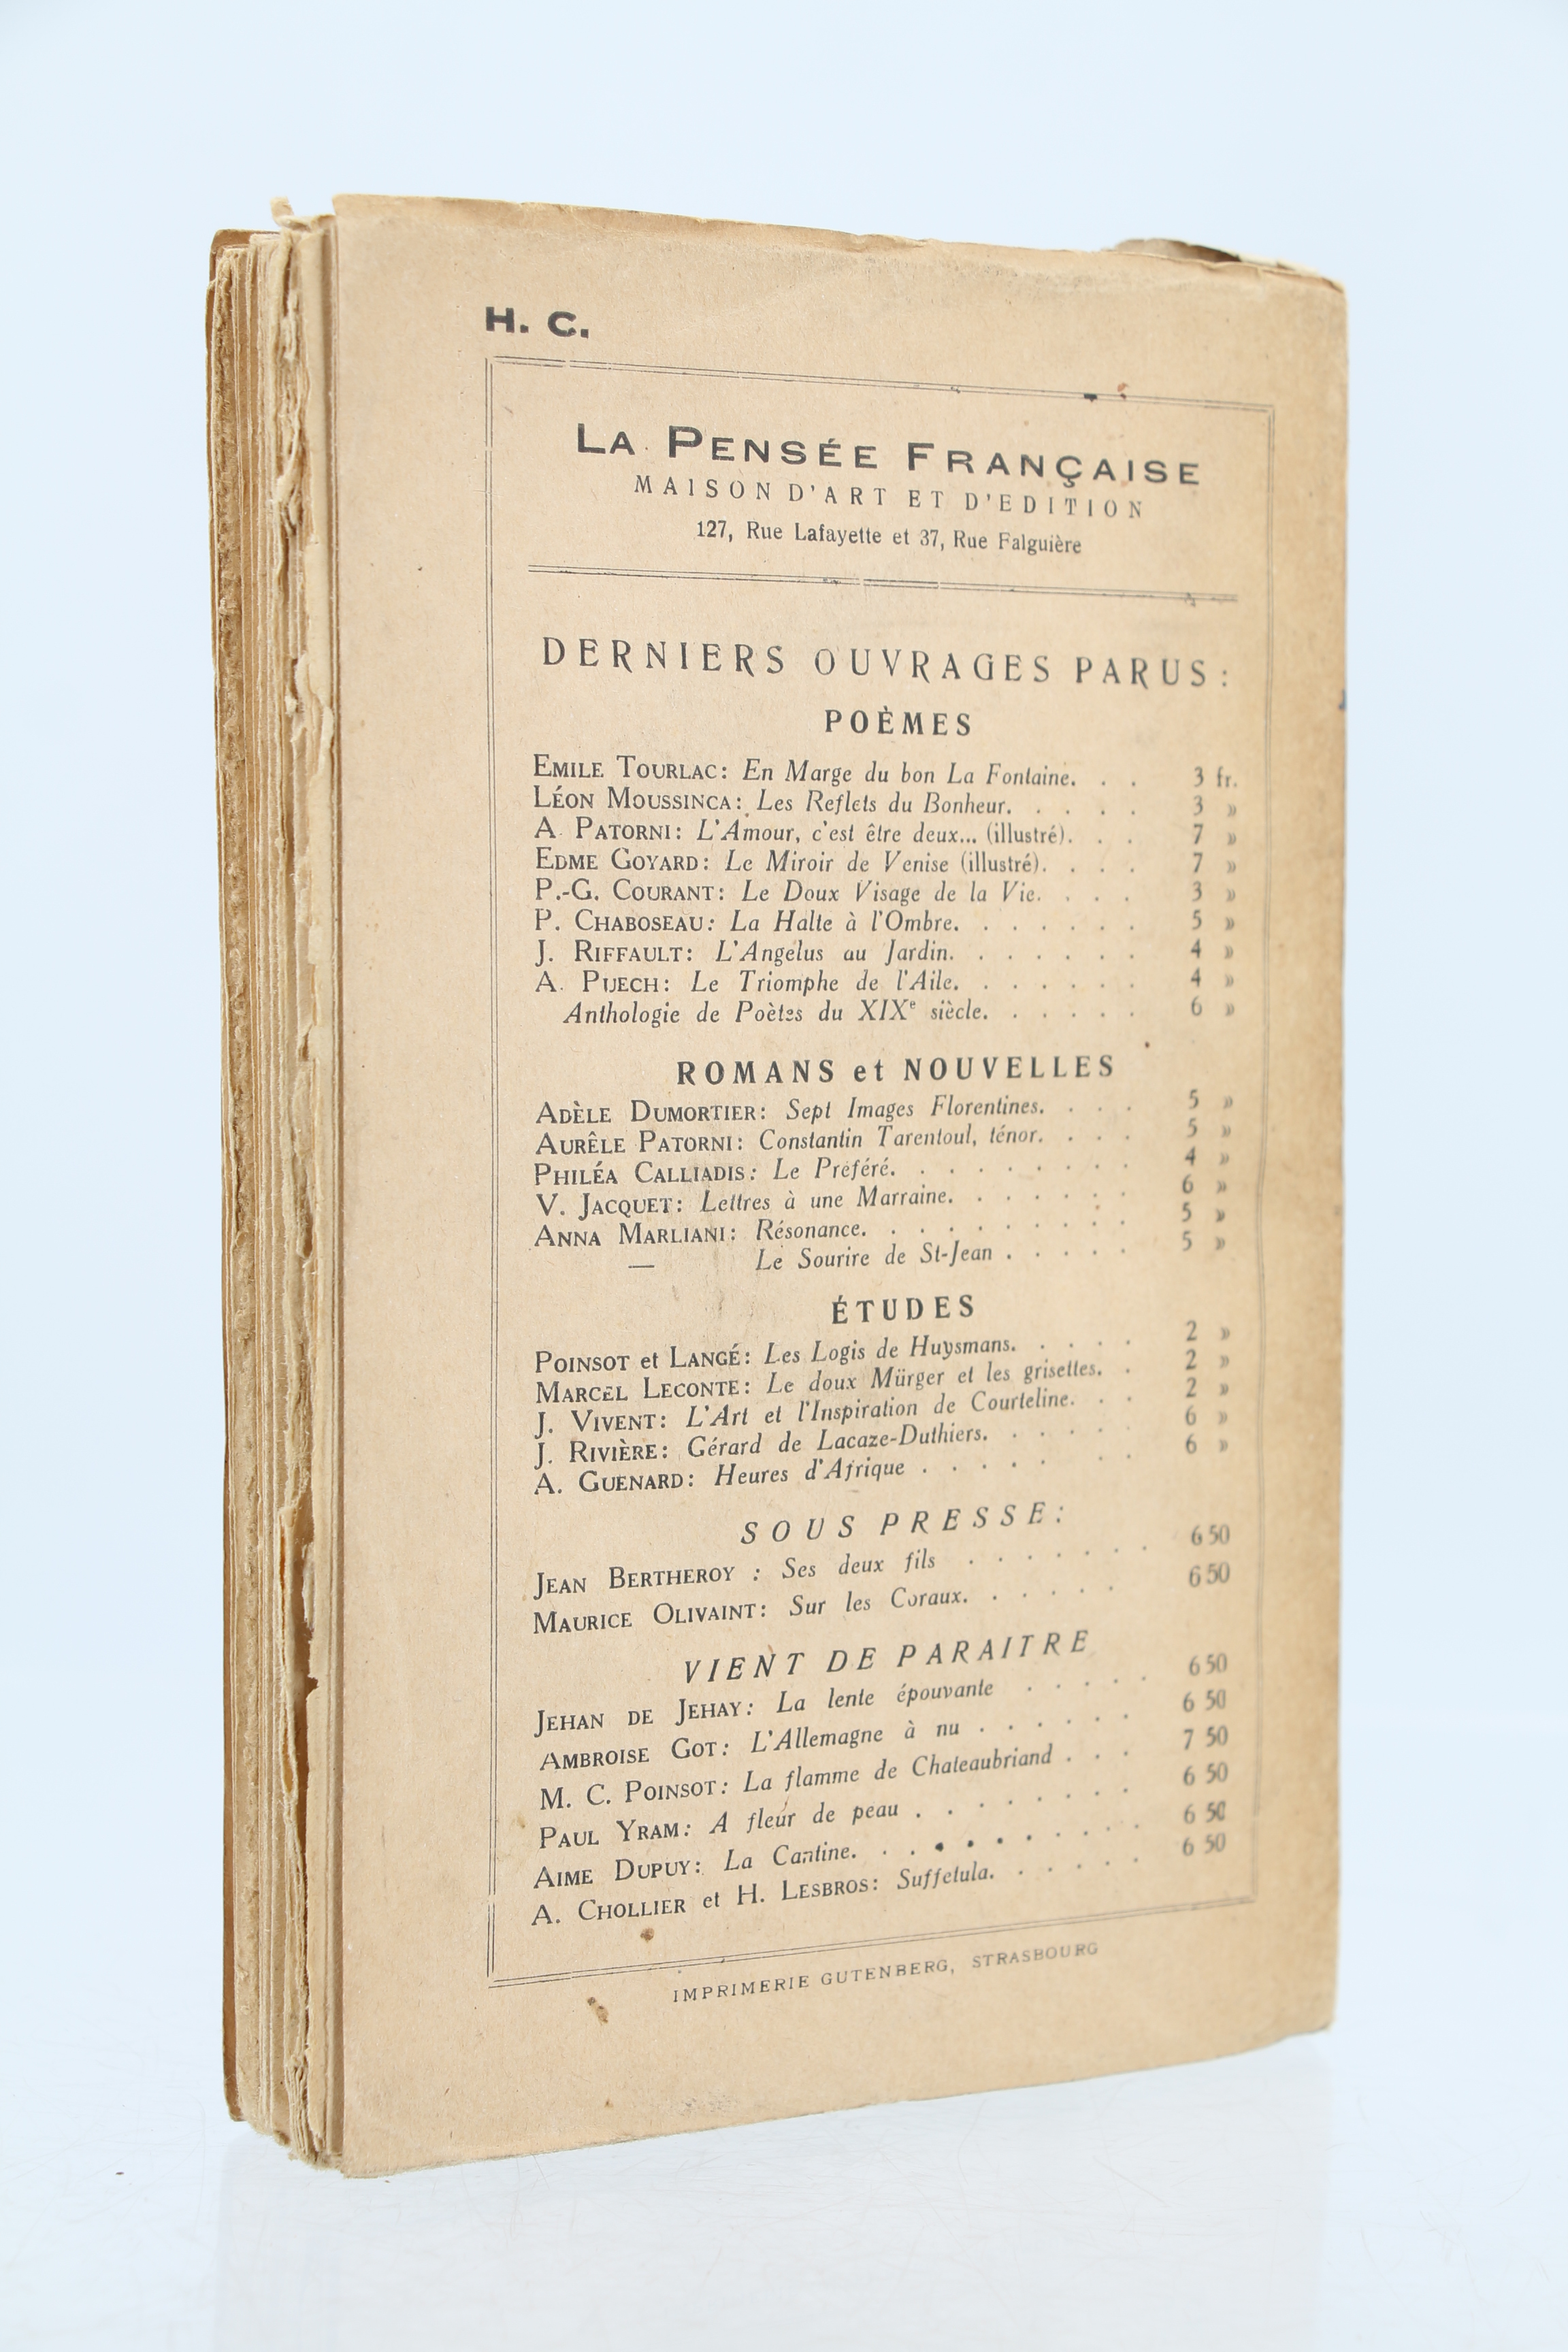 H. C.
LA PENSÉE FRANÇAISE
MAISON D'ART ET D'EDITION
127, Rue Lafayette et 37, Rue Falguière
DERNIERS OUVRAGES PARUS :
POÈMES
EMILE TOURLAC: En Marge du bon La Fontaine. . . 3 fr.
LÉON MOUSSINCA: Les Reflets du Bonheur. . . . . 3 »
A. PATORNI: L'Amour, c'est être deux... (illustré). . . 7 »
EDME GOYARD: Le Miroir de Venise (illustré). . . . 7 »
P.-G. COURANT: Le Doux Visage de la Vie. . . . 3 »
P. CHABOSEAU: La Halte à l'Ombre. . . . . . . 5 »
J. RIFFAULT: L'Angelus au Jardin. . . . . . . 4 »
A. PUECH: Le Triomphe de l'Aile. . . . . . . 4 »
Anthologie de Poètes du XIXe siècle. . . . . . 6 »
ROMANS et NOUVELLES
ADÈLE DUMORTIER: Sept Images Florentines. . . . 5 »
AURÊLE PATORNI: Constantin Tarentoul, ténor. . . . 5 »
PHILÉA CALLIADIS: Le Préféré. . . . . . . . . 4 »
V. JACQUET: Lettres à une Marraine. . . . . . . 6 »
ANNA MARLIANI: Résonance. . . . . . . . . . 5 »
— Le Sourire de St-Jean . . . . . 5 »
ÉTUDES
POINSOT et LANGÉ: Les Logis de Huysmans. . . . . 2 »
MARCEL LECONTE: Le doux Mürger et les grisettes. . 2 »
J. VIVENT: L'Art et l'Inspiration de Courteline. . . 2 »
J. RIVIÈRE: Gérard de Lacaze-Duthiers. . . . . . 6 »
A. GUENARD: Heures d'Afrique . . . . . . . 6 »
SOUS PRESSE:
JEAN BERTHEROY : Ses deux fils . . . . . . . 6 50
MAURICE OLIVAINT: Sur les Coraux. . . . . . 6 50
VIENT DE PARAITRE
JEHAN DE JEHAY: La lente épouvante . . . . . 6 50
AMBROISE GOT: L'Allemagne à nu . . . . . . 6 50
M. C. POINSOT: La flamme de Chateaubriand . . . 7 50
PAUL YRAM: A fleur de peau . . . . . . . . 6 50
AIME DUPUY: La Cantine. . . . . . . . . . 6 50
A. CHOLLIER et H. LESBROS: Suffetula. . . . . . 6 50
IMPRIMERIE GUTENBERG, STRASBOURG